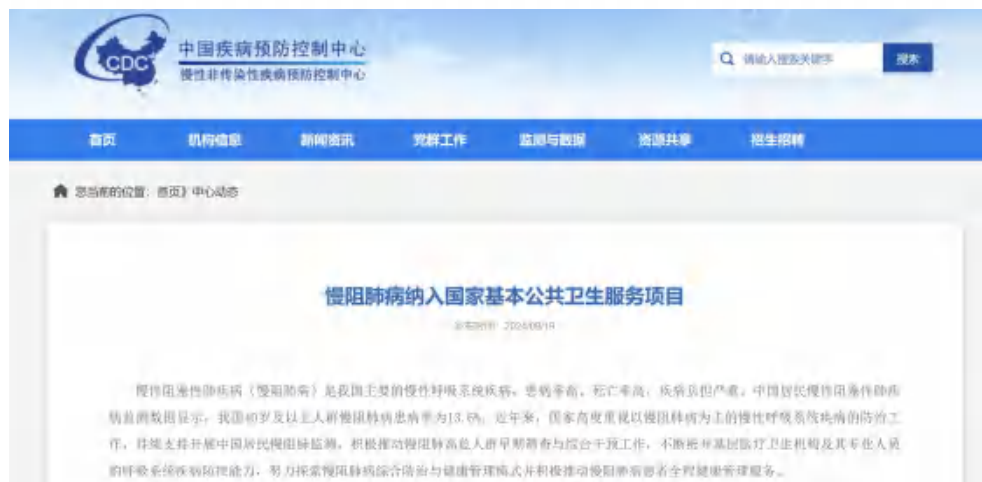 CDC
中国疾病预防控制中心
慢性非传染性疾病预防控制中心
请输入搜索关键字
搜索
首页 机构信息 新闻资讯 党群工作 监测与数据 资源共享 招生招聘
您当前的位置：首页》中心动态
慢阻肺病纳入国家基本公共卫生服务项目
发布时间：2024/09/19
慢性阻塞性肺疾病（慢阻肺病）是我国主要的慢性呼吸系统疾病，患病率高、死亡率高、疾病负担严重。中国居民慢性阻塞性肺疾
病监测数据显示，我国40岁及以上人群慢阻肺病患病率为13.6%。近年来，国家高度重视以慢阻肺病为主的慢性呼吸系统疾病的防治工
作，持续支持开展中国居民慢阻肺监测，积极推动慢阻肺高危人群早期筛查与综合干预工作，不断提升基层医疗卫生机构及其专业人员
的呼吸系统疾病防控能力，努力探索慢阻肺病综合防治与健康管理模式并积极推动慢阻肺病患者全程健康管理服务。